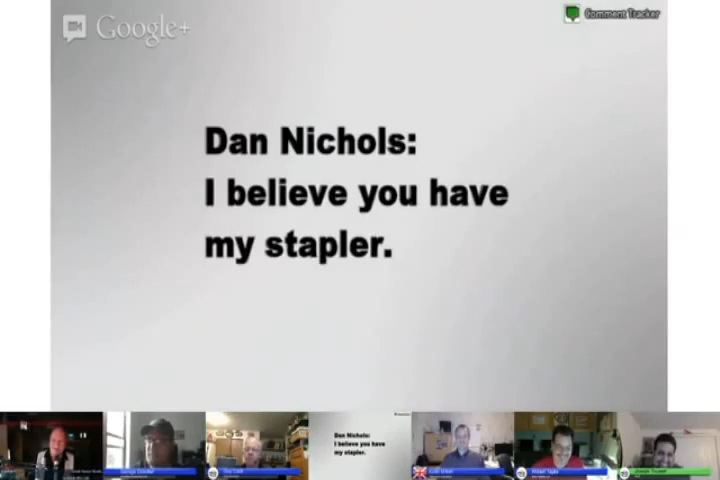 Google+
Comment Tracker
Dan Nichols:
I believe you have
my stapler.
Dan Nichols:
I believe you have
my stapler.